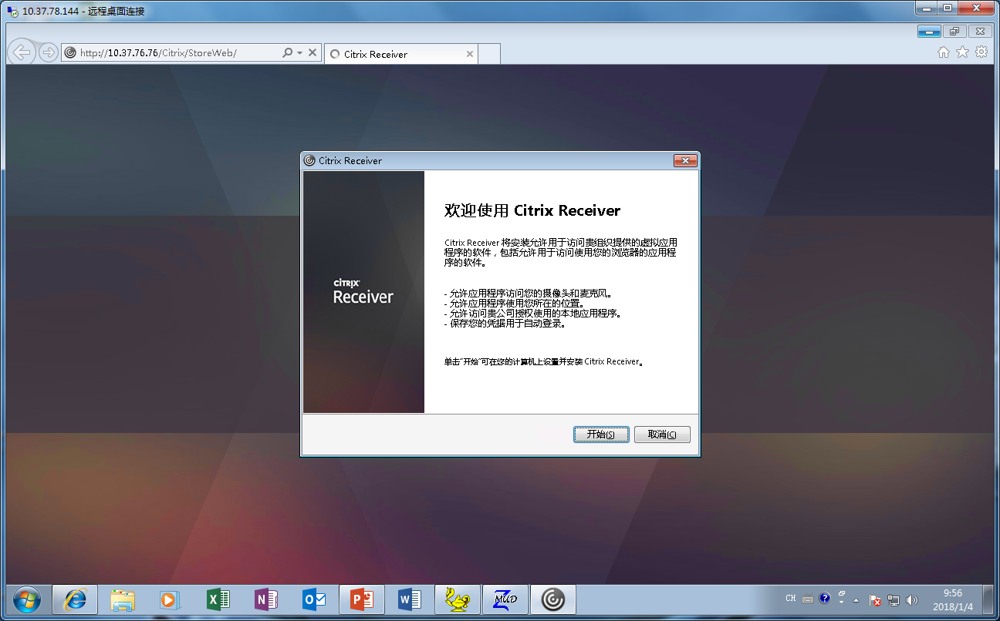 10.37.78.144 - 远程桌面连接
http://10.37.76.76/Citrix/StoreWeb/
Citrix Receiver
Citrix Receiver
欢迎使用 Citrix Receiver
Citrix Receiver 将安装允许用于访问贵组织提供的虚拟应用
程序的软件，包括允许用于访问使用您的浏览器的应用程
序的软件。
- 允许应用程序访问您的摄像头和麦克风。
- 允许应用程序使用您所在的位置。
- 允许访问贵公司授权使用的本地应用程序。
- 保存您的凭据用于自动登录。
CİTRIX
Receiver
单击“开始”可在您的计算机上设置并安装 Citrix Receiver。
开始(S)
取消(C)
CH
9:56
2018/1/4
MUD